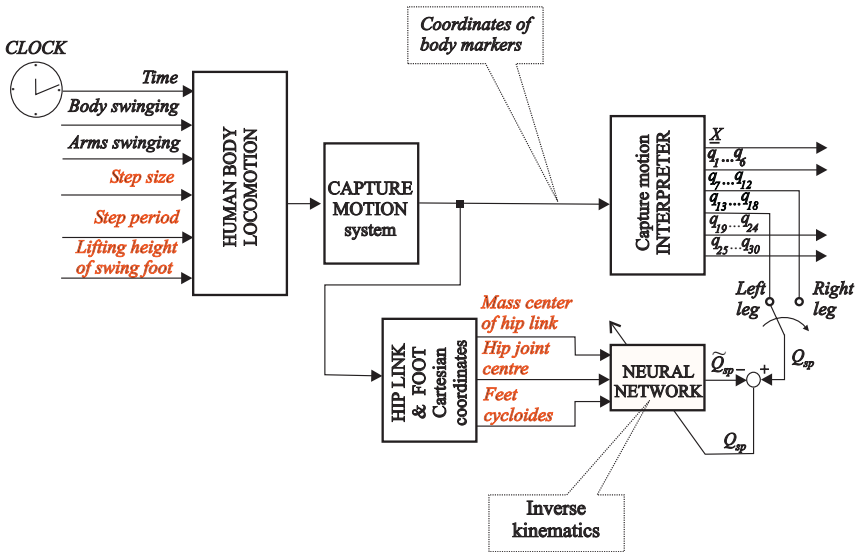 CLOCK
Time
Body swinging
Arms swinging
Step size
Step period
Lifting height
of swing foot
HUMAN BODY
LOCOMOTION
CAPTURE
MOTION
system
Coordinates of
body markers
Capture motion
INTERPRETER
X
q1...q6
q7...q12
q13...q18
q19...q24
q25...q30
Left
leg
Right
leg
HIP LINK
& FOOT
Cartesian
coordinates
Mass center
of hip link
Hip joint
centre
Feet
cycloides
NEURAL
NETWORK
Q̃sp
−
+
Qsp
Qsp
Inverse
kinematics